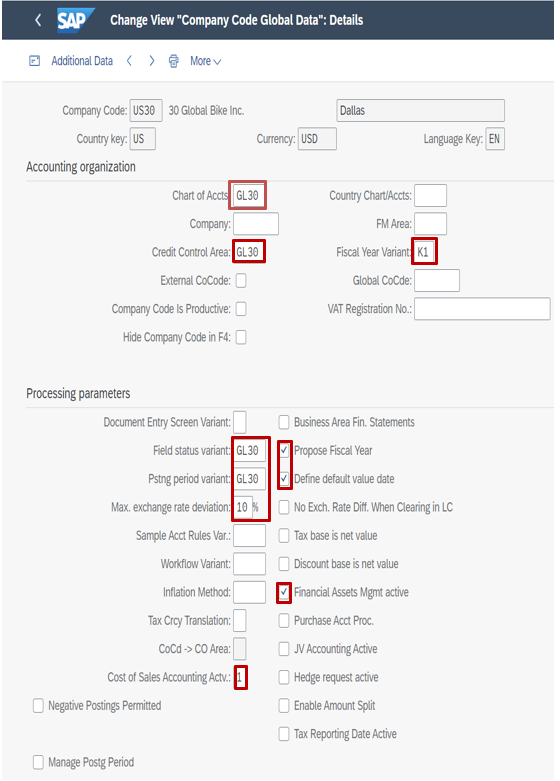 SAP Change View "Company Code Global Data": Details
Additional Data More
Company Code: US30 30 Global Bike Inc. Dallas
Country key: US Currency: USD Language Key: EN
Accounting organization
Chart of Accts GL30 Country Chart/Accts:
Company: FM Area:
Credit Control Area: GL30 Fiscal Year Variant: K1
External CoCode: Global CoCde:
Company Code Is Productive: VAT Registration No.:
Hide Company Code in F4:
Processing parameters
Document Entry Screen Variant: Business Area Fin. Statements
Field status variant: GL30 Propose Fiscal Year
Pstng period variant: GL30 Define default value date
Max. exchange rate deviation: 10 % No Exch. Rate Diff. When Clearing in LC
Sample Acct Rules Var.: Tax base is net value
Workflow Variant: Discount base is net value
Inflation Method: Financial Assets Mgmt active
Tax Crcy Translation: Purchase Acct Proc.
CoCd -> CO Area: JV Accounting Active
Cost of Sales Accounting Actv.: 1 Hedge request active
Negative Postings Permitted Enable Amount Split
Tax Reporting Date Active
Manage Postg Period